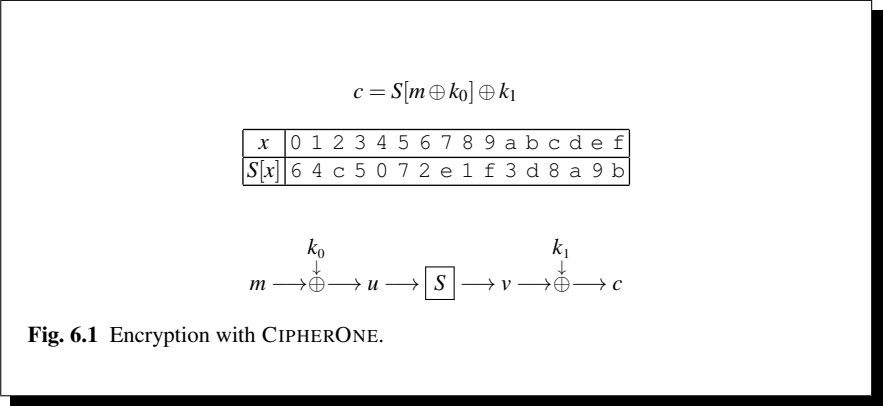 c = S[m ⊕ k₀] ⊕ k₁
x 0 1 2 3 4 5 6 7 8 9 a b c d e f
S[x] 6 4 c 5 0 7 2 e 1 f 3 d 8 a 9 b
k₀ k₁
m ⟶ ⊕ ⟶ u ⟶ S ⟶ v ⟶ ⊕ ⟶ c
Fig. 6.1 Encryption with CIPHERONE.